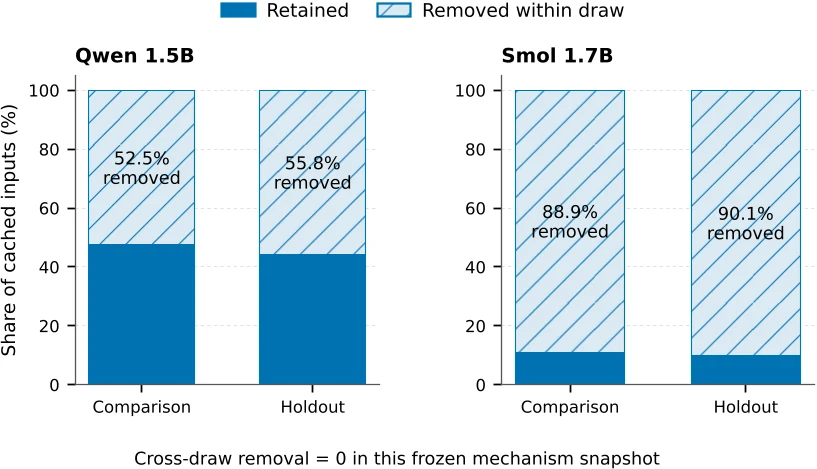 Retained
Removed within draw
Qwen 1.5B
Share of cached inputs (%)
100
80
60
40
20
0
52.5%
removed
55.8%
removed
Comparison
Holdout
Smol 1.7B
100
80
60
40
20
0
88.9%
removed
90.1%
removed
Comparison
Holdout
Cross-draw removal = 0 in this frozen mechanism snapshot